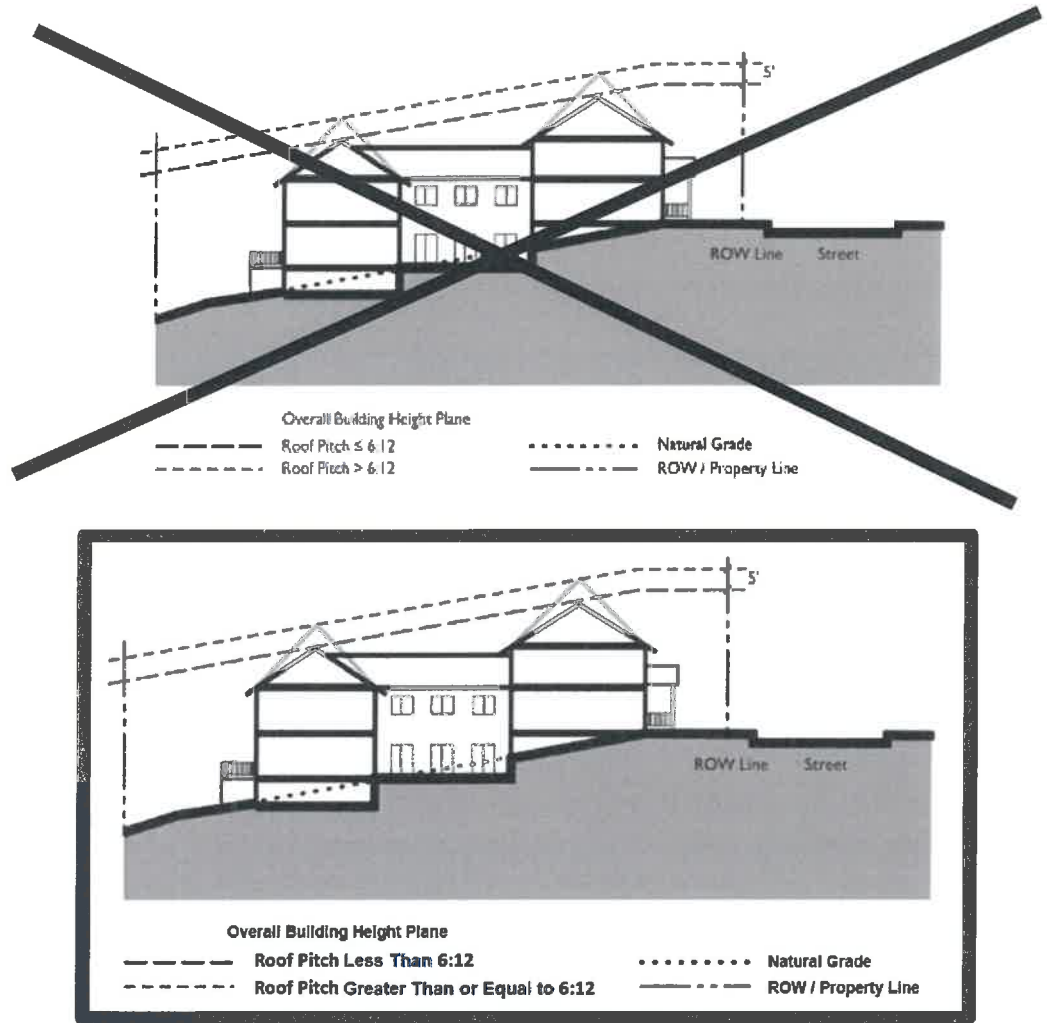 5'
ROW Line Street
Overall Building Height Plane
Roof Pitch ≤ 6:12
Roof Pitch > 6:12
Natural Grade
ROW / Property Line
5'
ROW Line Street
Overall Building Height Plane
Roof Pitch Less Than 6:12
Roof Pitch Greater Than or Equal to 6:12
Natural Grade
ROW / Property Line